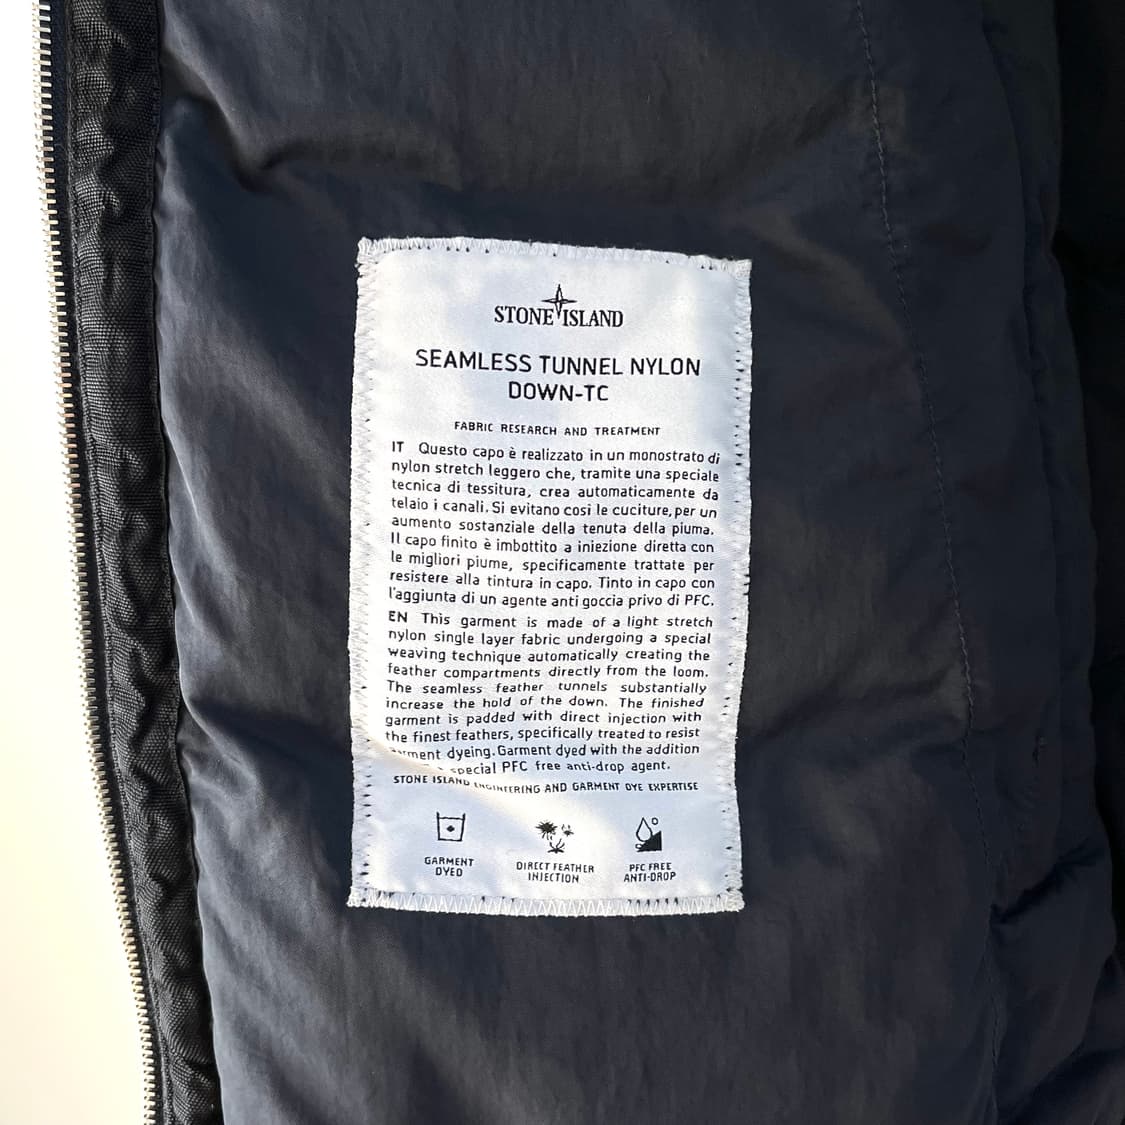 STONE ISLAND
SEAMLESS TUNNEL NYLON
DOWN-TC
FABRIC RESEARCH AND TREATMENT
IT Questo capo è realizzato in un monostrato di
nylon stretch leggero che, tramite una speciale
tecnica di tessitura, crea automaticamente da
telaio i canali. Si evitano così le cuciture, per un
aumento sostanziale della tenuta della piuma.
Il capo finito è imbottito a iniezione diretta con
le migliori piume, specificamente trattate per
resistere alla tintura in capo. Tinto in capo con
l'aggiunta di un agente anti goccia privo di PFC.
EN This garment is made of a light stretch
nylon single layer fabric undergoing a special
weaving technique automatically creating the
feather compartments directly from the loom.
The seamless feather tunnels substantially
increase the hold of the down. The finished
garment is padded with direct injection with
the finest feathers, specifically treated to resist
garment dyeing. Garment dyed with the addition
special PFC free anti-drop agent.
STONE ISLAND ENGINEERING AND GARMENT DYE EXPERTISE
GARMENT
DYED
DIRECT FEATHER
INJECTION
PFC FREE
ANTI-DROP